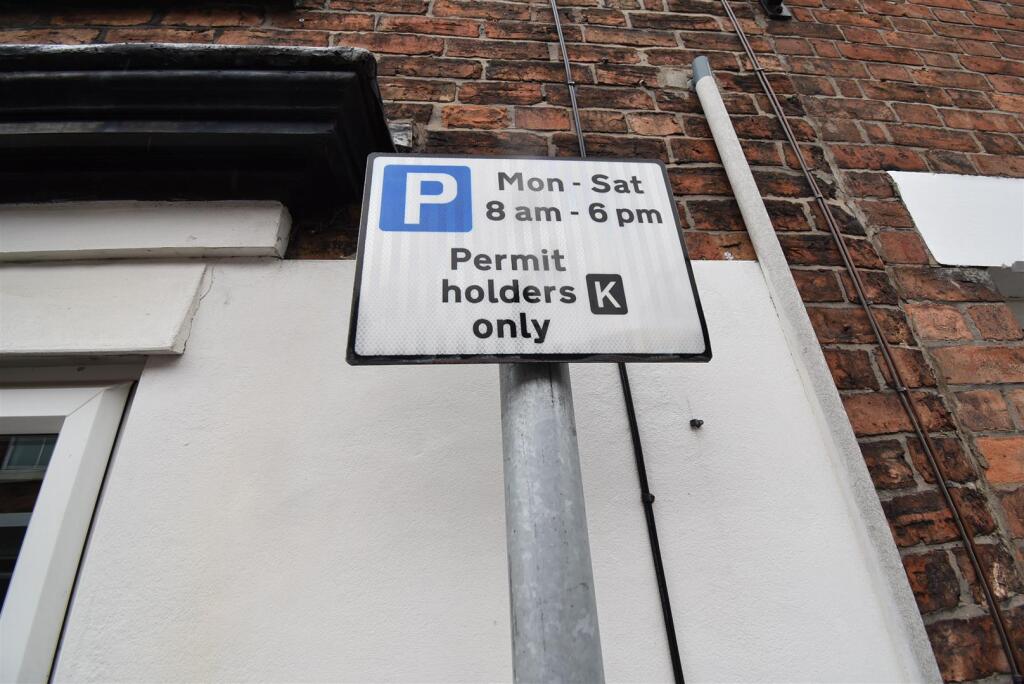 P Mon - Sat
8 am - 6 pm
Permit
holders K
only